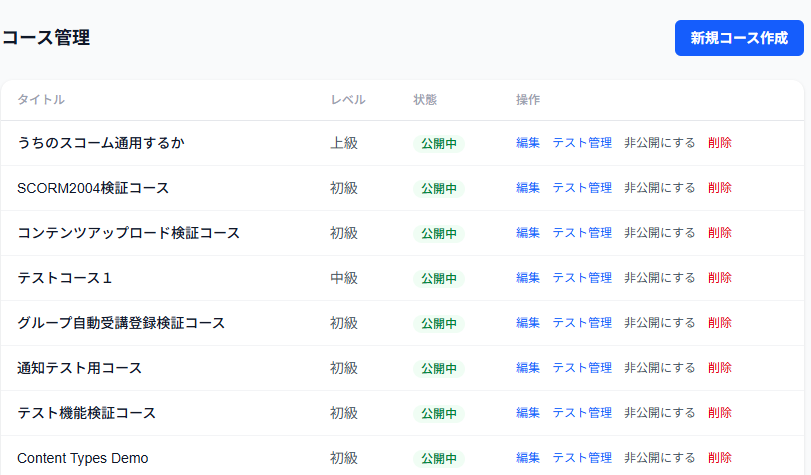 コース管理 新規コース作成
タイトル レベル 状態 操作
うちのスコーム通用するか 上級 公開中 編集 テスト管理 非公開にする 削除
SCORM2004検証コース 初級 公開中 編集 テスト管理 非公開にする 削除
コンテンツアップロード検証コース 初級 公開中 編集 テスト管理 非公開にする 削除
テストコース１ 中級 公開中 編集 テスト管理 非公開にする 削除
グループ自動受講登録検証コース 初級 公開中 編集 テスト管理 非公開にする 削除
通知テスト用コース 初級 公開中 編集 テスト管理 非公開にする 削除
テスト機能検証コース 初級 公開中 編集 テスト管理 非公開にする 削除
Content Types Demo 初級 公開中 編集 テスト管理 非公開にする 削除